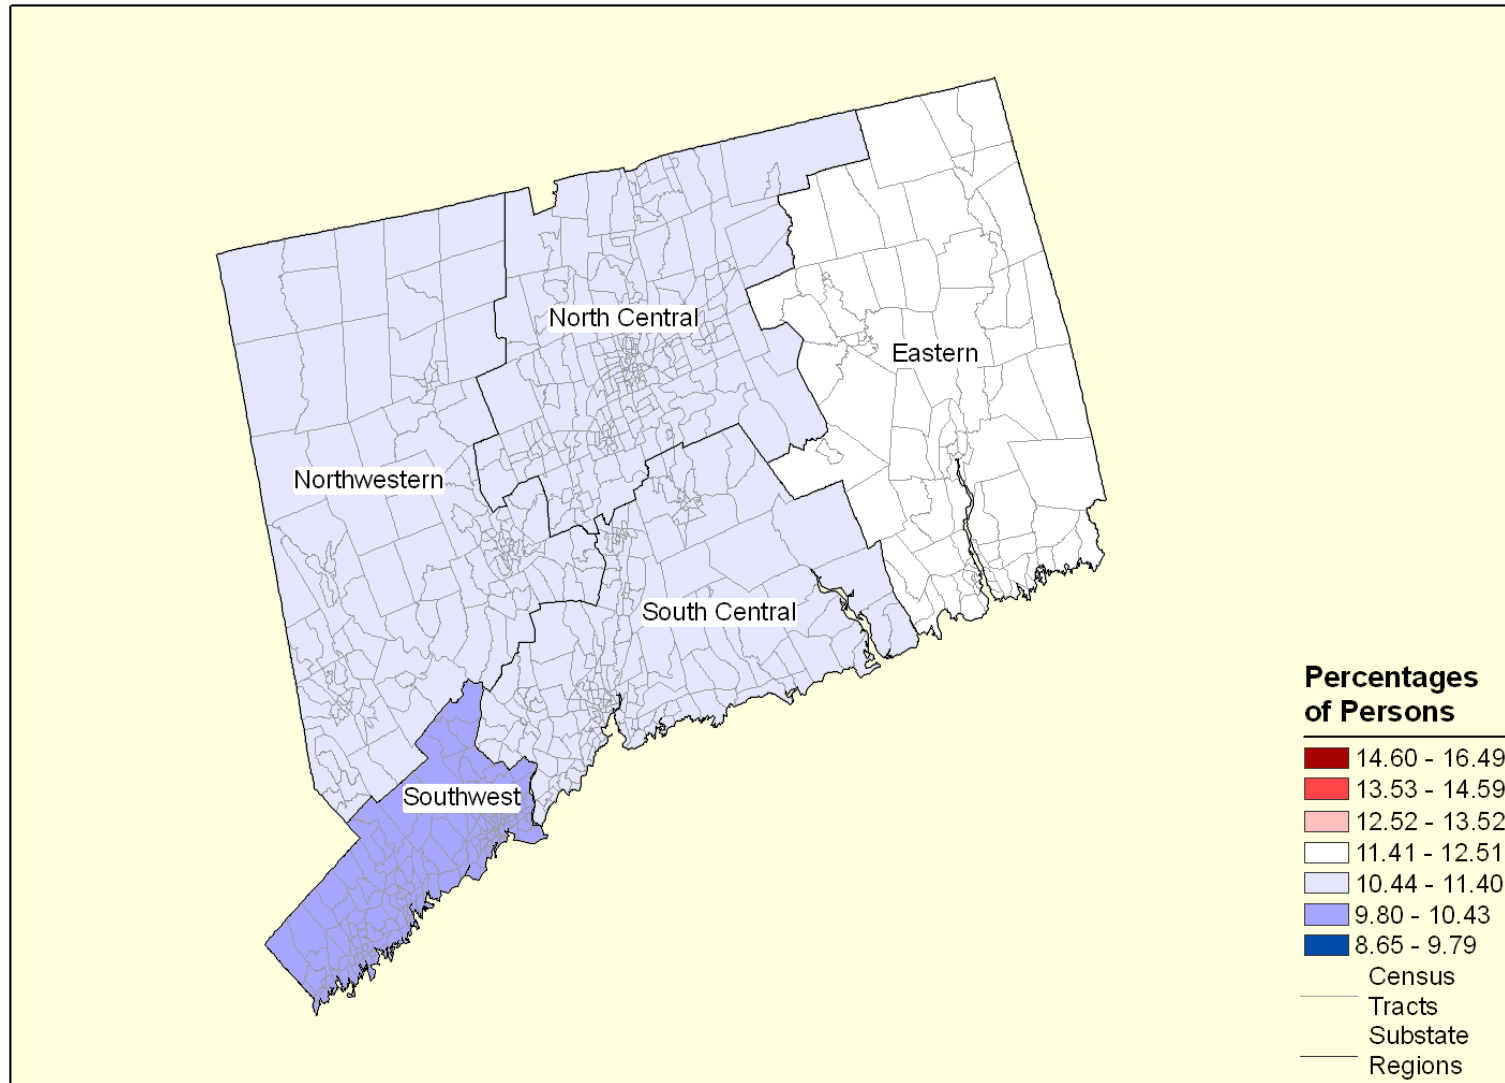 North Central
Eastern
Northwestern
South Central
Southwest
Percentages
of Persons
14.60 - 16.49
13.53 - 14.59
12.52 - 13.52
11.41 - 12.51
10.44 - 11.40
9.80 - 10.43
8.65 - 9.79
Census
Tracts
Substate
Regions